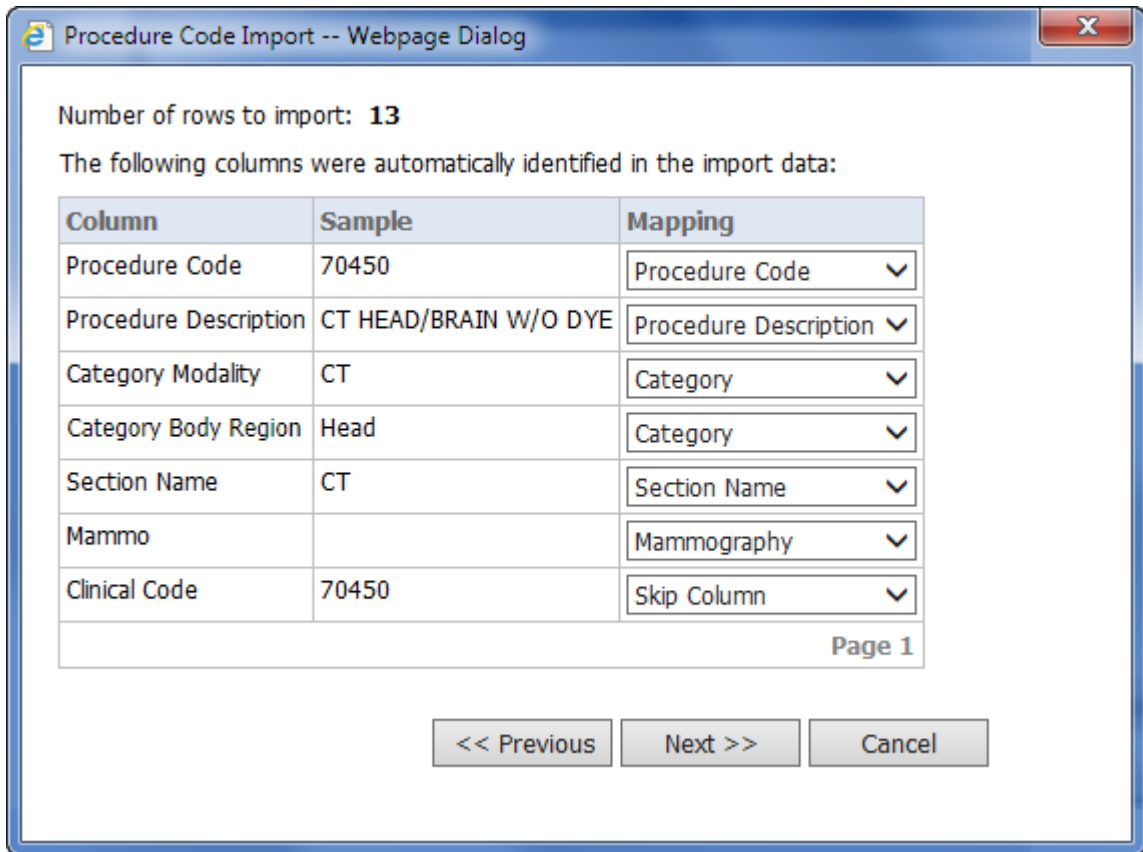 Procedure Code Import -- Webpage Dialog
Number of rows to import: 13
The following columns were automatically identified in the import data:
Column Sample Mapping
Procedure Code 70450 Procedure Code
Procedure Description CT HEAD/BRAIN W/O DYE Procedure Description
Category Modality CT Category
Category Body Region Head Category
Section Name CT Section Name
Mammo Mammography
Clinical Code 70450 Skip Column
Page 1
<< Previous Next >> Cancel